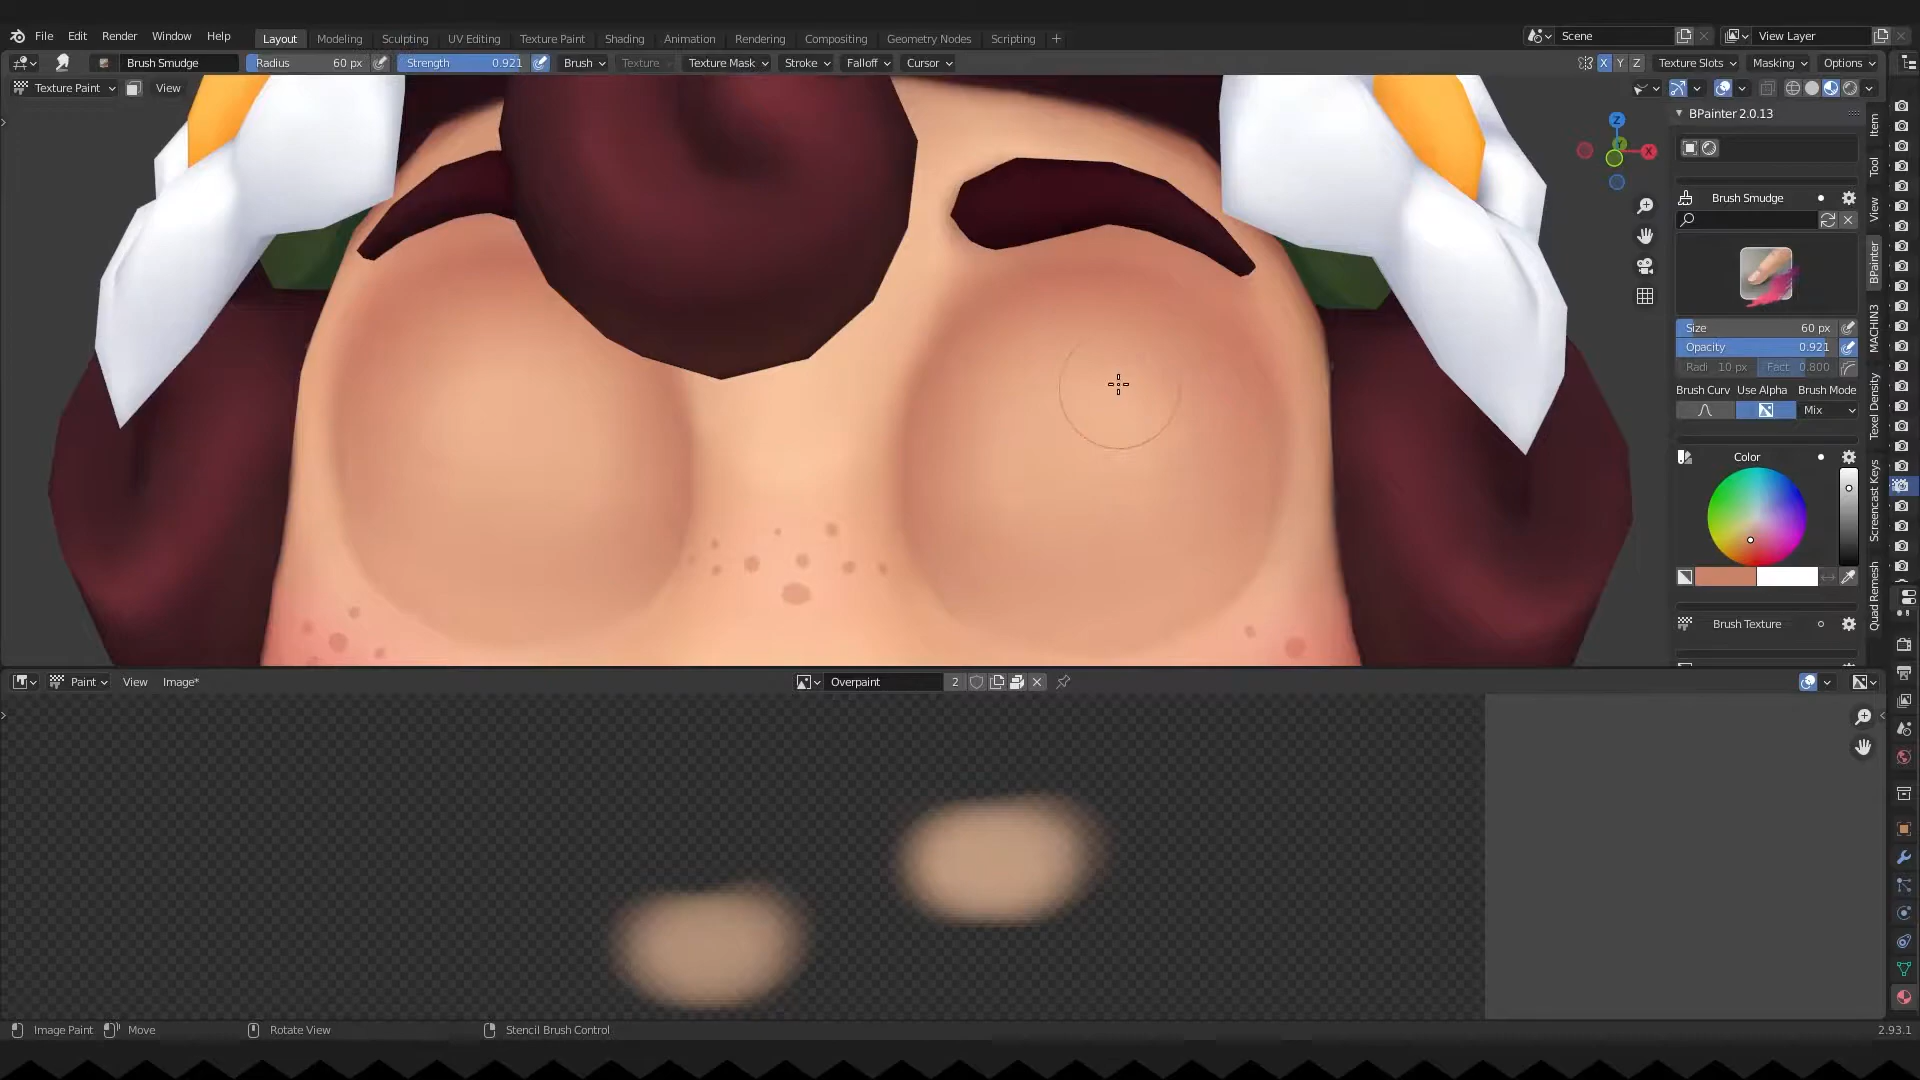 File Edit Render Window Help
Layout Modeling Sculpting UV Editing Texture Paint Shading Animation Rendering Compositing Geometry Nodes Scripting +
Scene
View Layer
Brush Smudge Radius 60 px Strength 0.921 Brush Texture Texture Mask Stroke Falloff Cursor
X Y Z Texture Slots Masking Options
Texture Paint View
BPainter 2.0.13
Z
Y
X
Brush Smudge
Size 60 px
Opacity 0.921
Radi 10 px Fact 0.800
Brush Curv Use Alpha Brush Mode
Mix
Color
Brush Texture
Item
Tool
View
BPainter
MACHIN3
Texel Density
Screencast Keys
Quad Remesh
Paint View Image* Overpaint 2
Image Paint Move Rotate View Stencil Brush Control 2.93.1